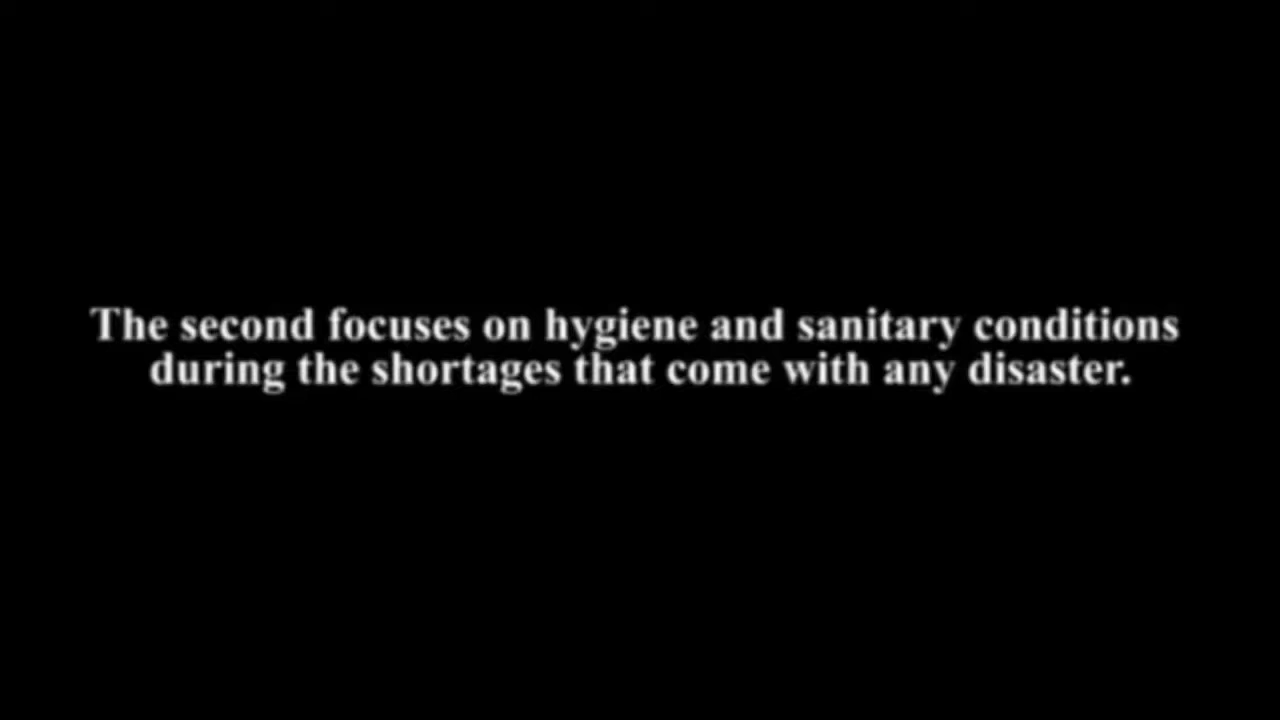 The second focuses on hygiene and sanitary conditions
during the shortages that come with any disaster.